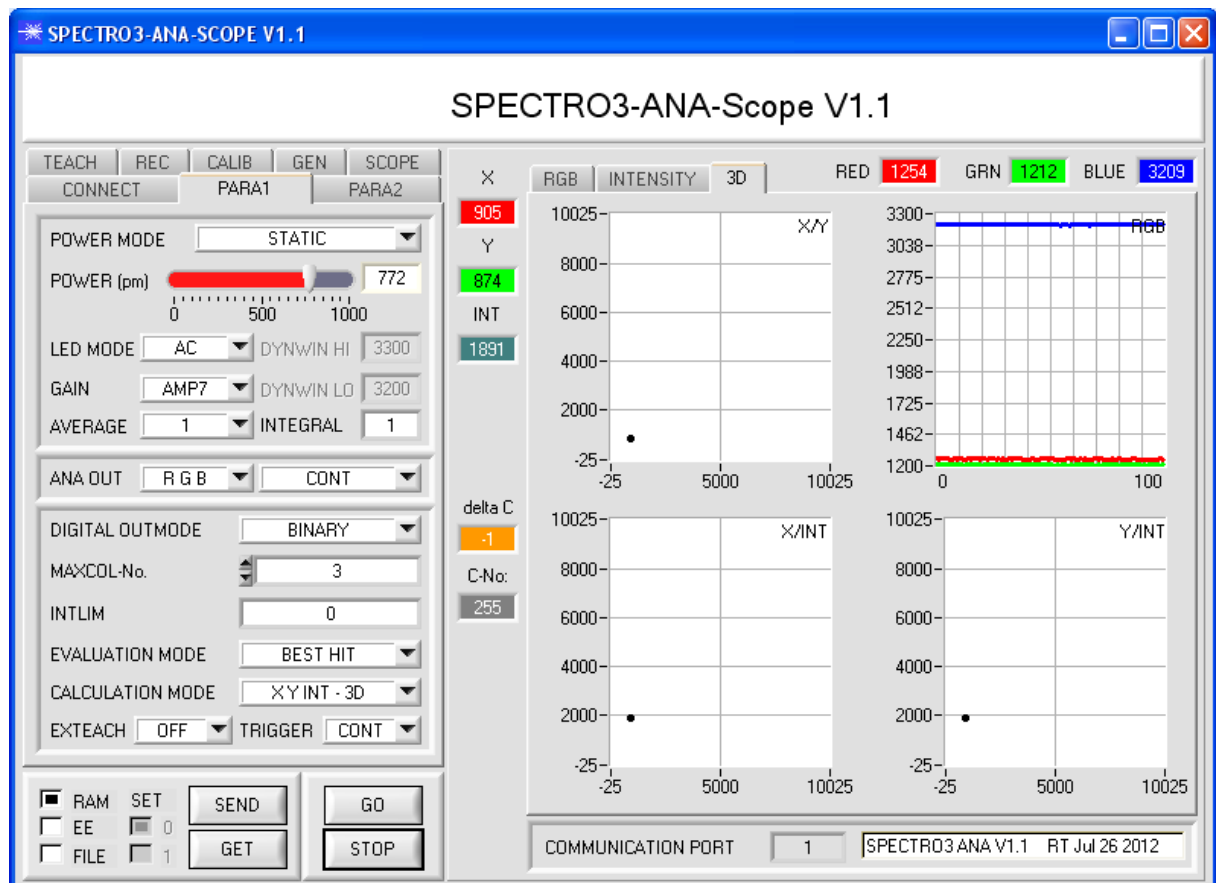 SPECTRO3-ANA-SCOPE V1.1
SPECTRO3-ANA-Scope V1.1
TEACH REC CALIB GEN SCOPE
CONNECT PARA1 PARA2
POWER MODE STATIC
POWER (pm) 772
0 500 1000
LED MODE AC DYNWIN HI 3300
GAIN AMP7 DYNWIN LO 3200
AVERAGE 1 INTEGRAL 1
ANA OUT R G B CONT
DIGITAL OUTMODE BINARY
MAXCOL-No. 3
INTLIM 0
EVALUATION MODE BEST HIT
CALCULATION MODE X Y INT - 3D
EXTEACH OFF TRIGGER CONT
RAM SET SEND GO
EE 0
FILE 1 GET STOP
X
905
Y
874
INT
1891
delta C
-1
C-No:
255
RGB INTENSITY 3D RED 1254 GRN 1212 BLUE 3209
X/Y
10025
8000
6000
4000
2000
-25
-25 5000 10025
RGB
3300
3038
2775
2512
2250
1988
1725
1462
1200
0 100
X/INT
10025
8000
6000
4000
2000
-25
-25 5000 10025
Y/INT
10025
8000
6000
4000
2000
-25
-25 5000 10025
COMMUNICATION PORT 1 SPECTRO3 ANA V1.1 RT Jul 26 2012